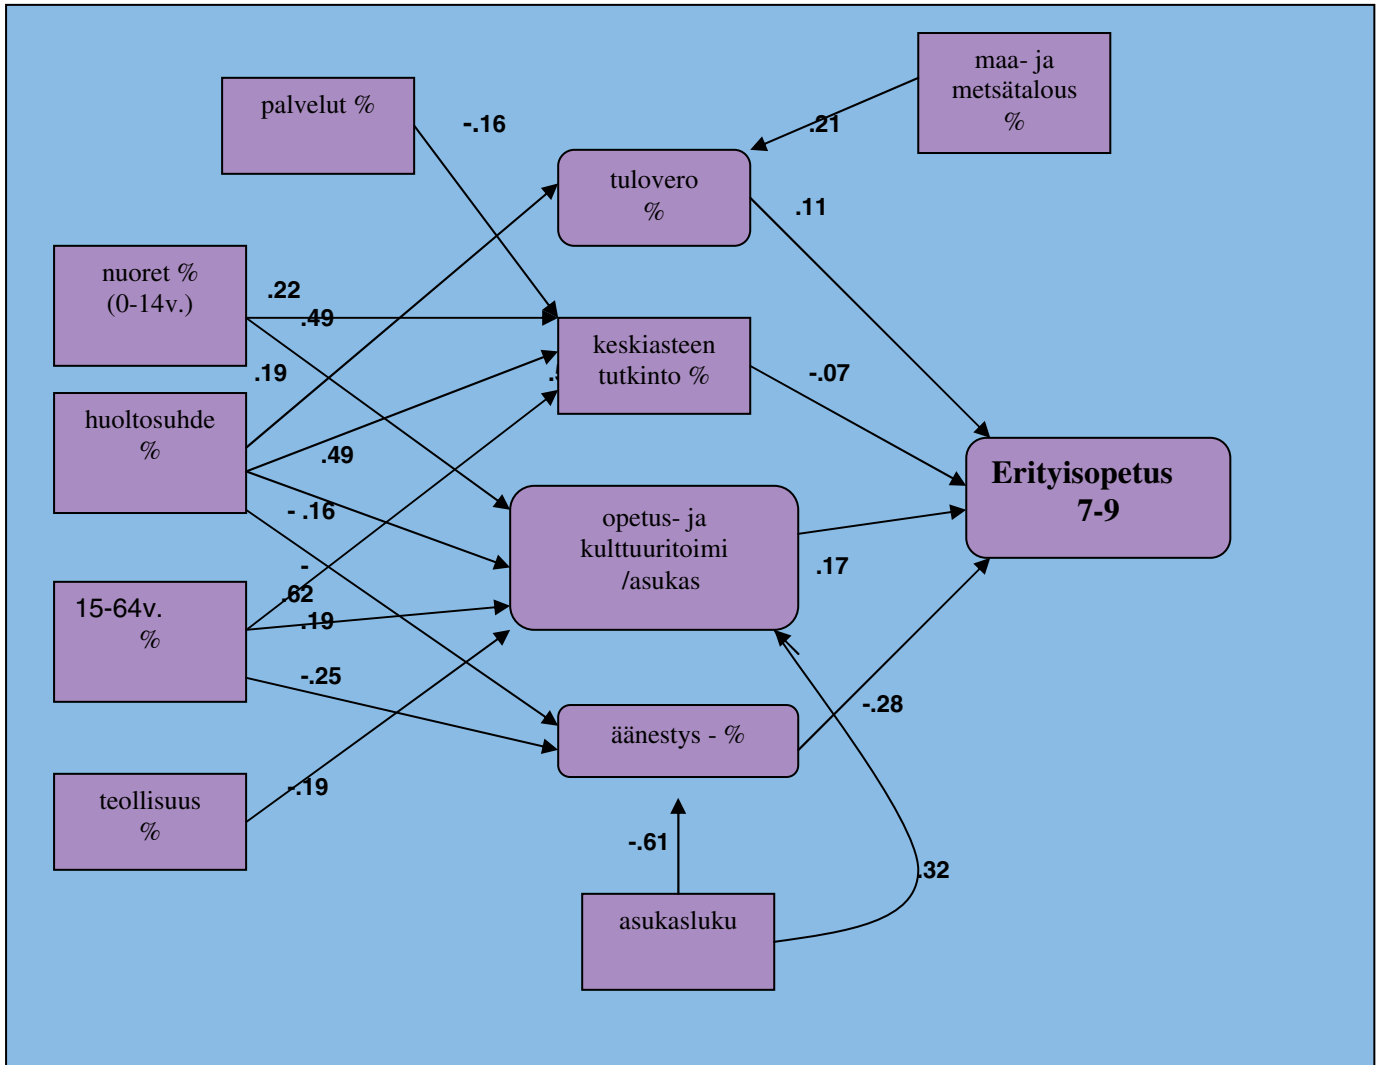 maa- ja
metsätalous
%
palvelut %
-.16
.21
tulovero
%
.11
nuoret %
(0-14v.)
.22
.49
keskiasteen
tutkinto %
.19
-.07
huoltosuhde
%
.49
Erityisopetus
7-9
- .16
opetus- ja
kulttuuritoimi
/asukas
-
.62
.17
15-64v.
%
.19
-.25
-.28
äänestys - %
teollisuus
%
-.19
-.61
.32
asukasluku